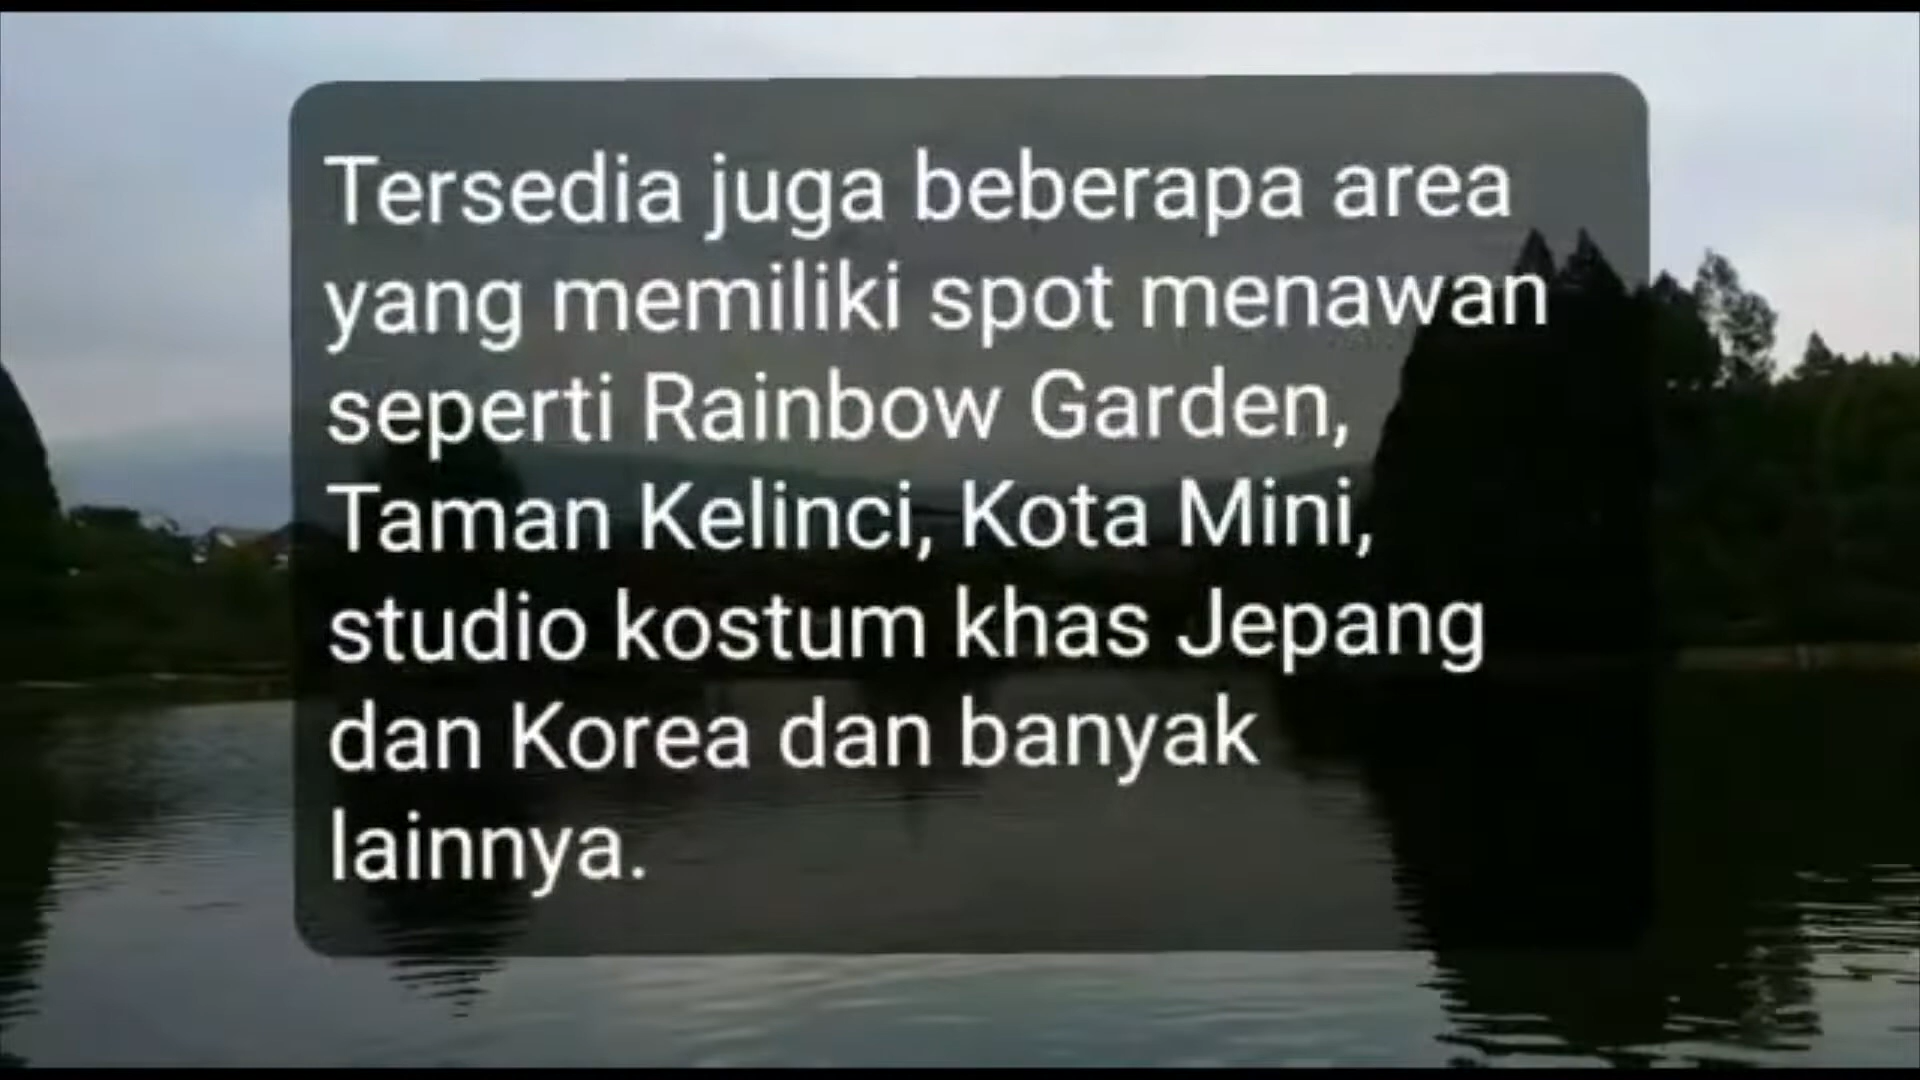 Tersedia juga beberapa area
yang memiliki spot menawan
seperti Rainbow Garden,
Taman Kelinci, Kota Mini,
studio kostum khas Jepang
dan Korea dan banyak
lainnya.